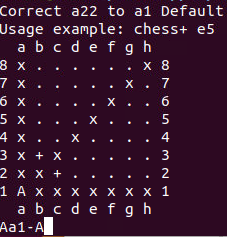 Correct a22 to a1 Default
Usage example: chess+ e5
a b c d e f g h
8 x . . . . . . x 8
7 x . . . . . x . 7
6 x . . . . x . . 6
5 x . . . x . . . 5
4 x . . x . . . . 4
3 x + x . . . . . 3
2 x x + . . . . . 2
1 A x x x x x x x 1
a b c d e f g h
Aa1-A